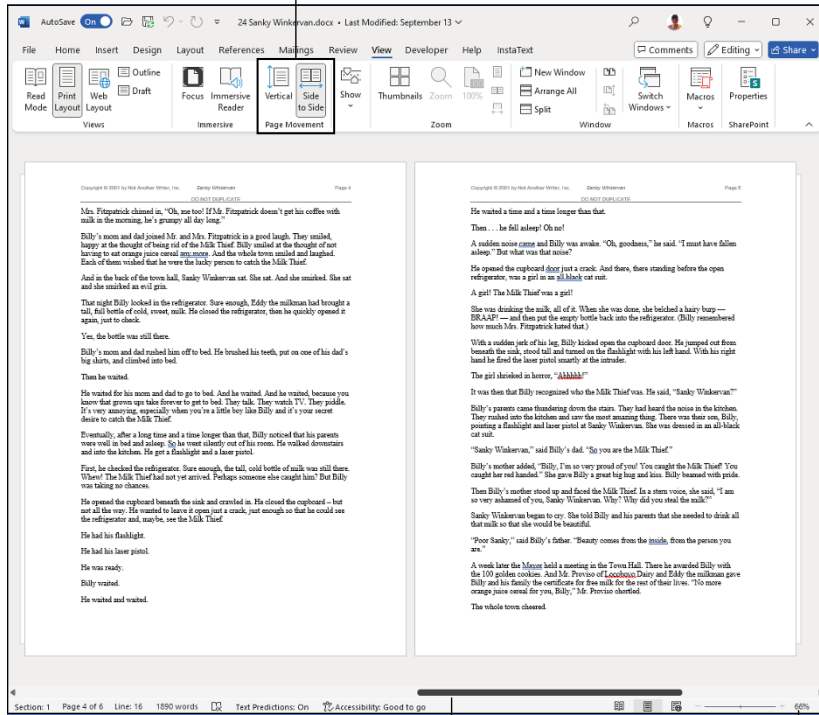 AutoSave On 24 Sanky Winkervan.docx • Last Modified: September 13
File Home Insert Design Layout References Mailings Review View Developer Help InstaText Comments Editing Share
Read Mode Print Layout Web Layout Outline Draft Focus Immersive Reader Vertical Side to Side Show Thumbnails Zoom 100% New Window Arrange All Split Switch Windows Macros Properties
Views Immersive Page Movement Zoom Window Macros SharePoint
Copyright © 2001 by Not Another Writer, Inc. Sanky Winkervan Page 4
DO NOT DUPLICATE
Mrs. Fitzpatrick chimed in, “Oh, me too! If Mr. Fitzpatrick doesn’t get his coffee with
milk in the morning, he’s grumpy all day long.”
Billy’s mom and dad joined Mr. and Mrs. Fitzpatrick in a good laugh. They smiled,
happy at the thought of being rid of the Milk Thief. Billy smiled at the thought of not
having to eat orange juice cereal any more. And the whole town smiled and laughed.
Each of them wished that he were the lucky person to catch the Milk Thief.
And in the back of the town hall, Sanky Winkervan sat. She sat. And she smirked. She sat
and she smirked an evil grin.
That night Billy looked in the refrigerator. Sure enough, Eddy the milkman had brought a
tall, full bottle of cold, sweet, milk. He closed the refrigerator, then he quickly opened it
again, just to check.
Yes, the bottle was still there.
Billy’s mom and dad rushed him off to bed. He brushed his teeth, put on one of his dad’s
big shirts, and climbed into bed.
Then he waited.
He waited for his mom and dad to go to bed. And he waited. And he waited, because you
know that grown ups take forever to get to bed. They talk. They watch TV. They piddle.
It’s very annoying, especially when you’re a little boy like Billy and it’s your secret
desire to catch the Milk Thief.
Eventually, after a long time and a time longer than that, Billy noticed that his parents
were well in bed and asleep. So he went silently out of his room. He walked downstairs
and into the kitchen. He got a flashlight and a laser pistol.
First, he checked the refrigerator. Sure enough, the tall, cold bottle of milk was still there.
Whew! The Milk Thief had not yet arrived. Perhaps someone else caught him? But Billy
was taking no chances.
He opened the cupboard beneath the sink and crawled in. He closed the cupboard – but
not all the way. He wanted to leave it open just a crack, just enough so that he could see
the refrigerator and, maybe, see the Milk Thief.
He had his flashlight.
He had his laser pistol.
He was ready.
Billy waited.
He waited and waited.
Copyright © 2001 by Not Another Writer, Inc. Sanky Winkervan Page
DO NOT DUPLICATE
He waited a time and a time longer than that.
Then . . . he fell asleep! Oh no!
A sudden noise came and Billy was awake. “Oh, goodness,” he said. “I must have fallen
asleep.” But what was that noise?
He opened the cupboard door just a crack. And there, there standing before the open
refrigerator, was a girl in an all black cat suit.
A girl! The Milk Thief was a girl!
She was drinking the milk, all of it. When she was done, she belched a hairy burp —
BRAAP! — and then put the empty bottle back into the refrigerator. (Billy remembered
how much Mrs. Fitzpatrick hated that.)
With a sudden jerk of his leg, Billy kicked open the cupboard door. He jumped out from
beneath the sink, stood tall and turned on the flashlight with his left hand. With his right
hand he fired the laser pistol smartly at the intruder.
The girl shrieked in horror, “Ahhhhh!”
It was then that Billy recognized who the Milk Thief was. He said, “Sanky Winkervan?”
Billy’s parents came thundering down the stairs. They had heard the noise in the kitchen.
They rushed into the kitchen and saw the most amazing thing. There was their son, Billy,
pointing a flashlight and laser pistol at Sanky Winkervan. She was dressed in an all-black
cat suit.
“Sanky Winkervan,” said Billy’s dad. “So you are the Milk Thief.”
Billy’s mother added, “Billy, I’m so very proud of you! You caught the Milk Thief! You
caught her red handed.” She gave Billy a great big hug and kiss. Billy beamed with pride.
Then Billy’s mother stood up and faced the Milk Thief. In a stern voice, she said, “I am
so very ashamed of you, Sanky Winkervan. Why? Why did you steal the milk?”
Sanky Winkervan began to cry. She told Billy and his parents that she needed to drink all
that milk so that she would be beautiful.
“Poor Sanky,” said Billy’s father. “Beauty comes from the inside, from the person you
are.”
A week later the Mayor held a meeting in the Town Hall. There he awarded Billy with
the 100 golden cookies. And Mr. Proviso of Locobovo Dairy and Eddy the milkman gave
Billy and his family the certificate for free milk for the rest of their lives. “No more
orange juice cereal for you, Billy,” Mr. Proviso chortled.
The whole town cheered.
Section: 1 Page 4 of 6 Line: 16 1890 words Text Predictions: On Accessibility: Good to go 66%